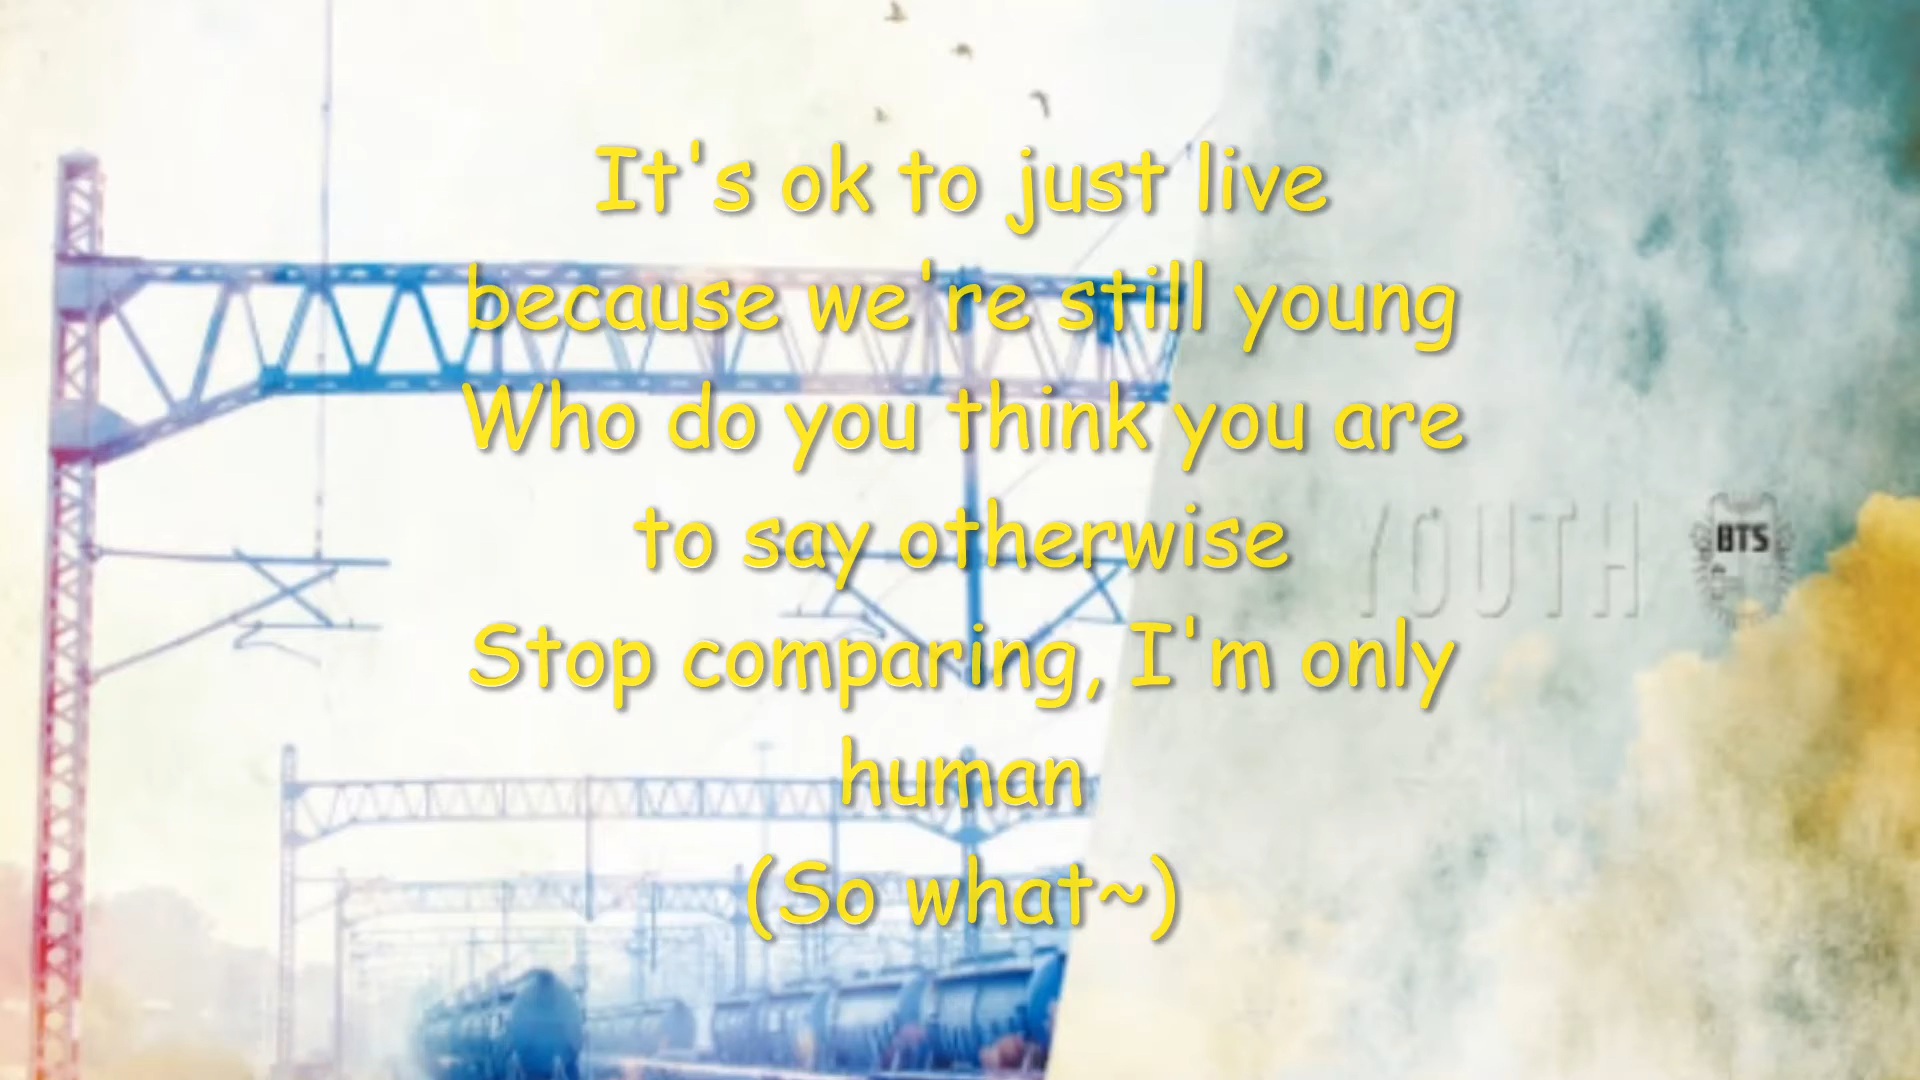 It's ok to just live
because we're still young
Who do you think you are
to say otherwise
Stop comparing, I'm only
human
(So what~)
YOUTH
BTS